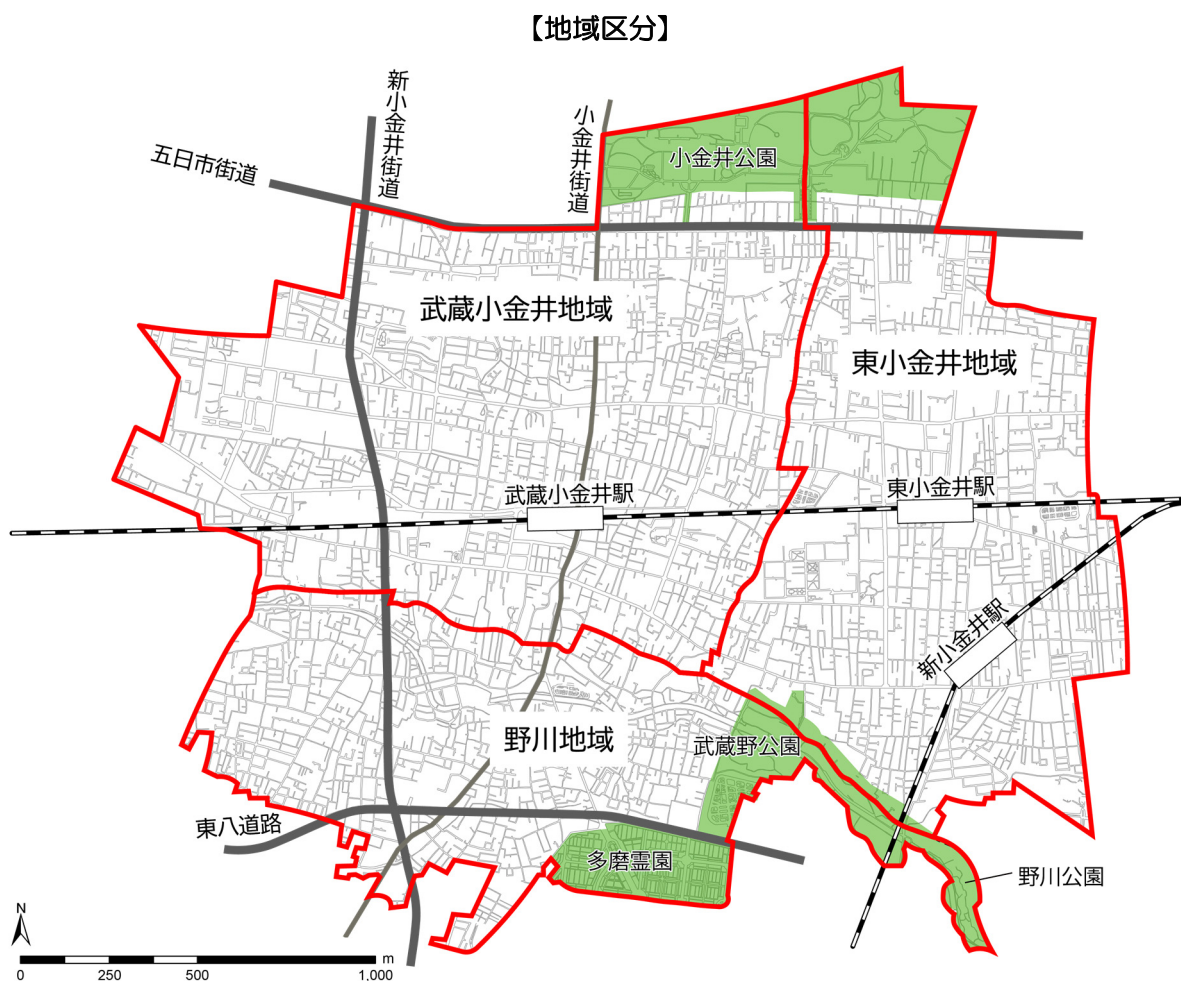 【地域区分】
新小金井街道
小金井街道
五日市街道
小金井公園
武蔵小金井地域
東小金井地域
武蔵小金井駅
東小金井駅
新小金井駅
野川地域
武蔵野公園
東八道路
多磨霊園
野川公園
N
m
0 250 500 1,000